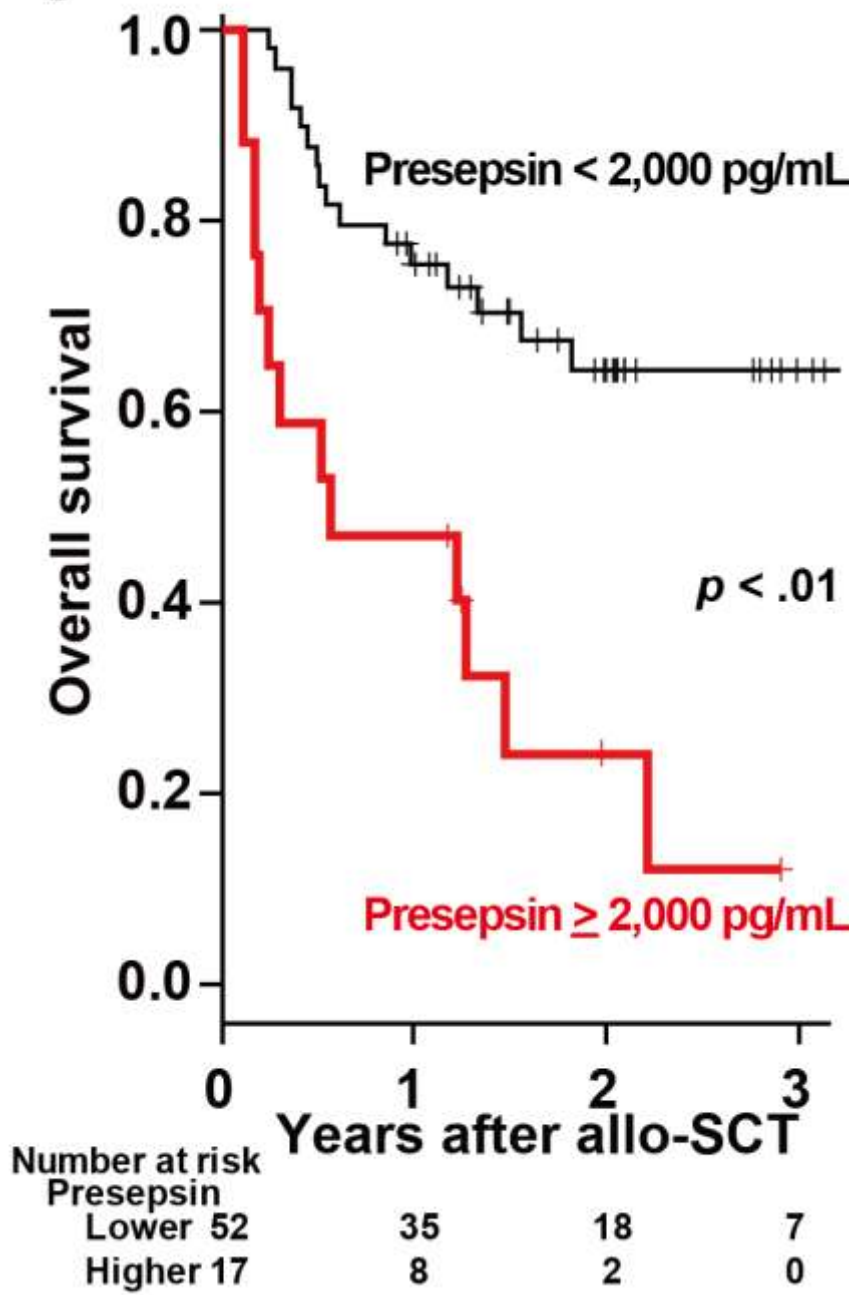 Overall survival
1.0
0.8
0.6
0.4
0.2
0.0
Presepsin < 2,000 pg/mL
p < .01
Presepsin ≥ 2,000 pg/mL
0 1 2 3
Years after allo-SCT
Number at risk
Presepsin
Lower 52 35 18 7
Higher 17 8 2 0